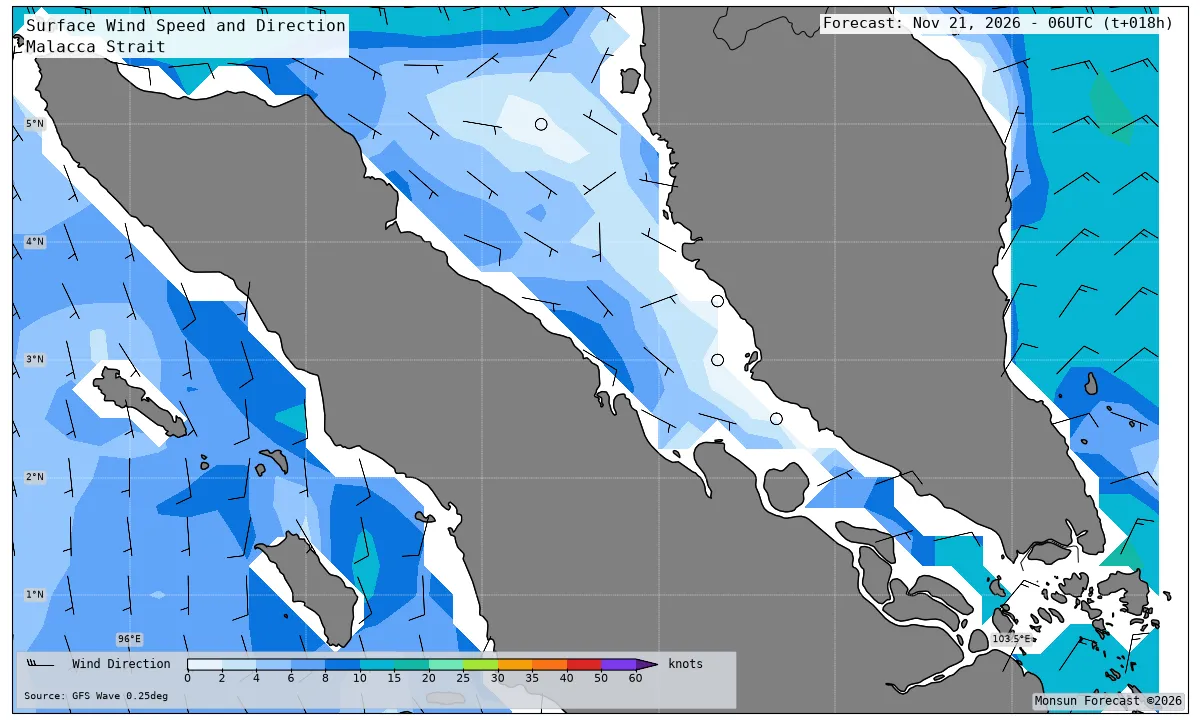 Surface Wind Speed and Direction
Malacca Strait
Forecast: Nov 21, 2026 - 06UTC (t+018h)
5°N
4°N
3°N
2°N
1°N
96°E
103.5°E
Wind Direction
knots
0 2 4 6 8 10 15 20 25 30 35 40 50 60
Source: GFS Wave 0.25deg
Monsun Forecast ©2026